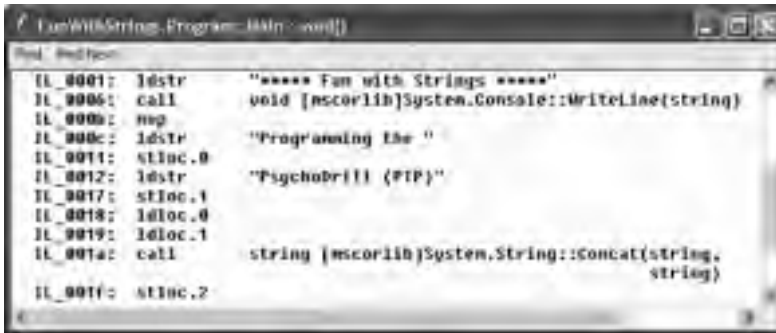 FunWithStrings.Program::Main : void()
Find Find Next
IL_0001: ldstr "***** Fun with Strings *****"
IL_0006: call void [mscorlib]System.Console::WriteLine(string)
IL_000b: nop
IL_000c: ldstr "Programming the "
IL_0011: stloc.0
IL_0012: ldstr "PsychoDrill (PTP)"
IL_0017: stloc.1
IL_0018: ldloc.0
IL_0019: ldloc.1
IL_001a: call string [mscorlib]System.String::Concat(string,
string)
IL_001f: stloc.2